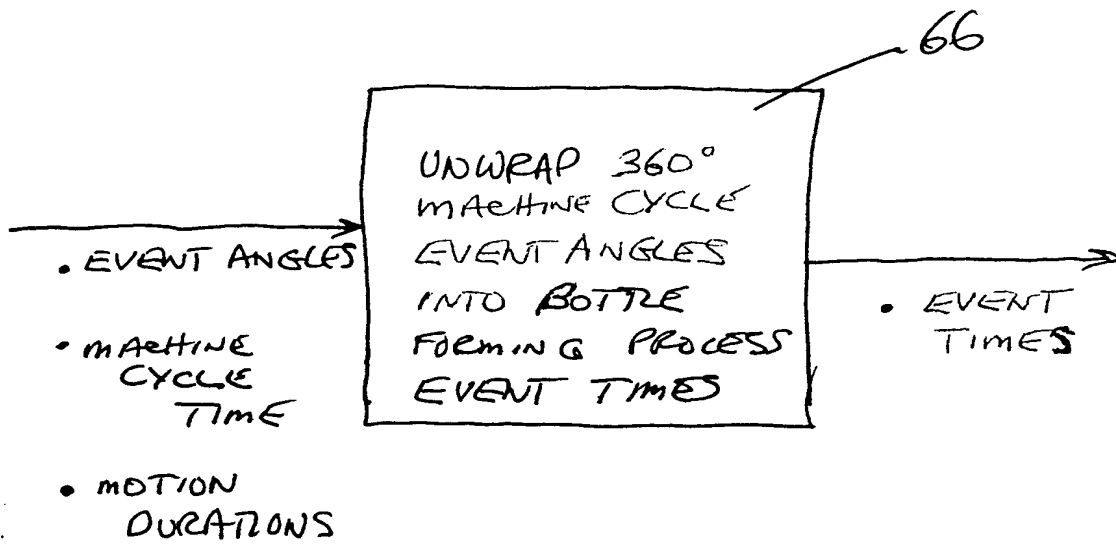 66
UNWRAP 360°
MACHINE CYCLE
EVENT ANGLES
INTO BOTTLE
FORMING PROCESS
EVENT TIMES
• EVENT ANGLES
• MACHINE
CYCLE
TIME
• MOTION
DURATIONS
• EVENT
TIMES